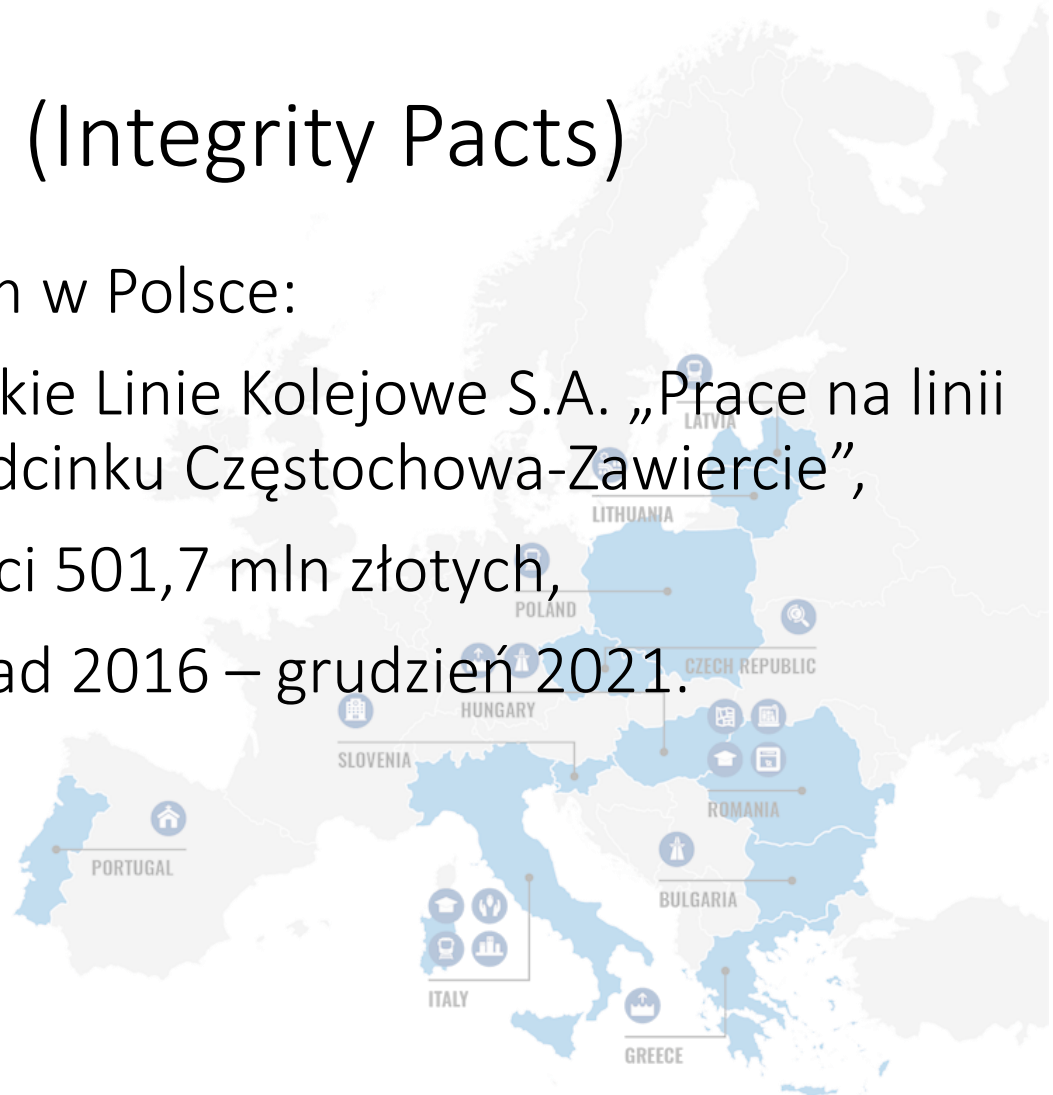 (Integrity Pacts)
w Polsce:
kie Linie Kolejowe S.A. „Prace na linii
dcinku Częstochowa-Zawiercie”,
ci 501,7 mln złotych,
ad 2016 – grudzień 2021.
LATVIA
LITHUANIA
POLAND
CZECH REPUBLIC
HUNGARY
SLOVENIA
ROMANIA
PORTUGAL
BULGARIA
ITALY
GREECE